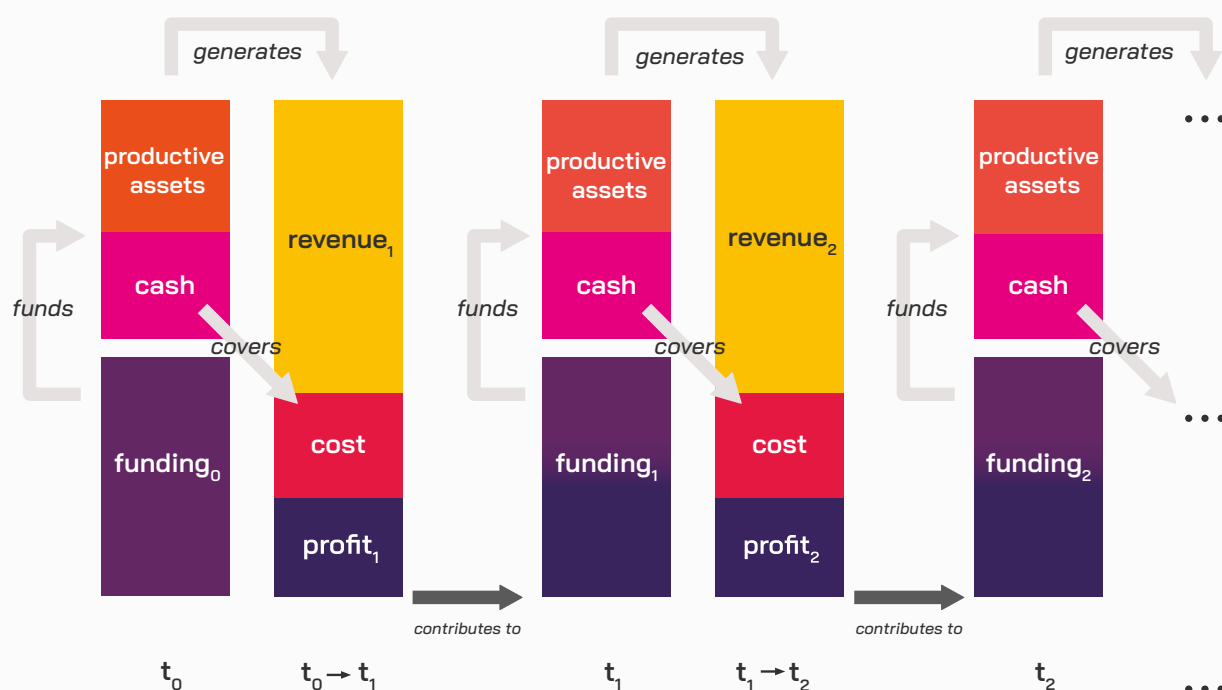 generates
generates
generates
productive
assets
productive
assets
productive
assets
...
revenue₁
revenue₂
cash
cash
cash
funds
funds
funds
covers
covers
covers
...
cost
cost
funding₀
funding₁
funding₂
profit₁
profit₂
contributes to
contributes to
t₀
t₀ → t₁
t₁
t₁ → t₂
t₂
...